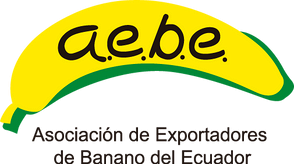 a.e.b.e.
Asociación de Exportadores
de Banano del Ecuador